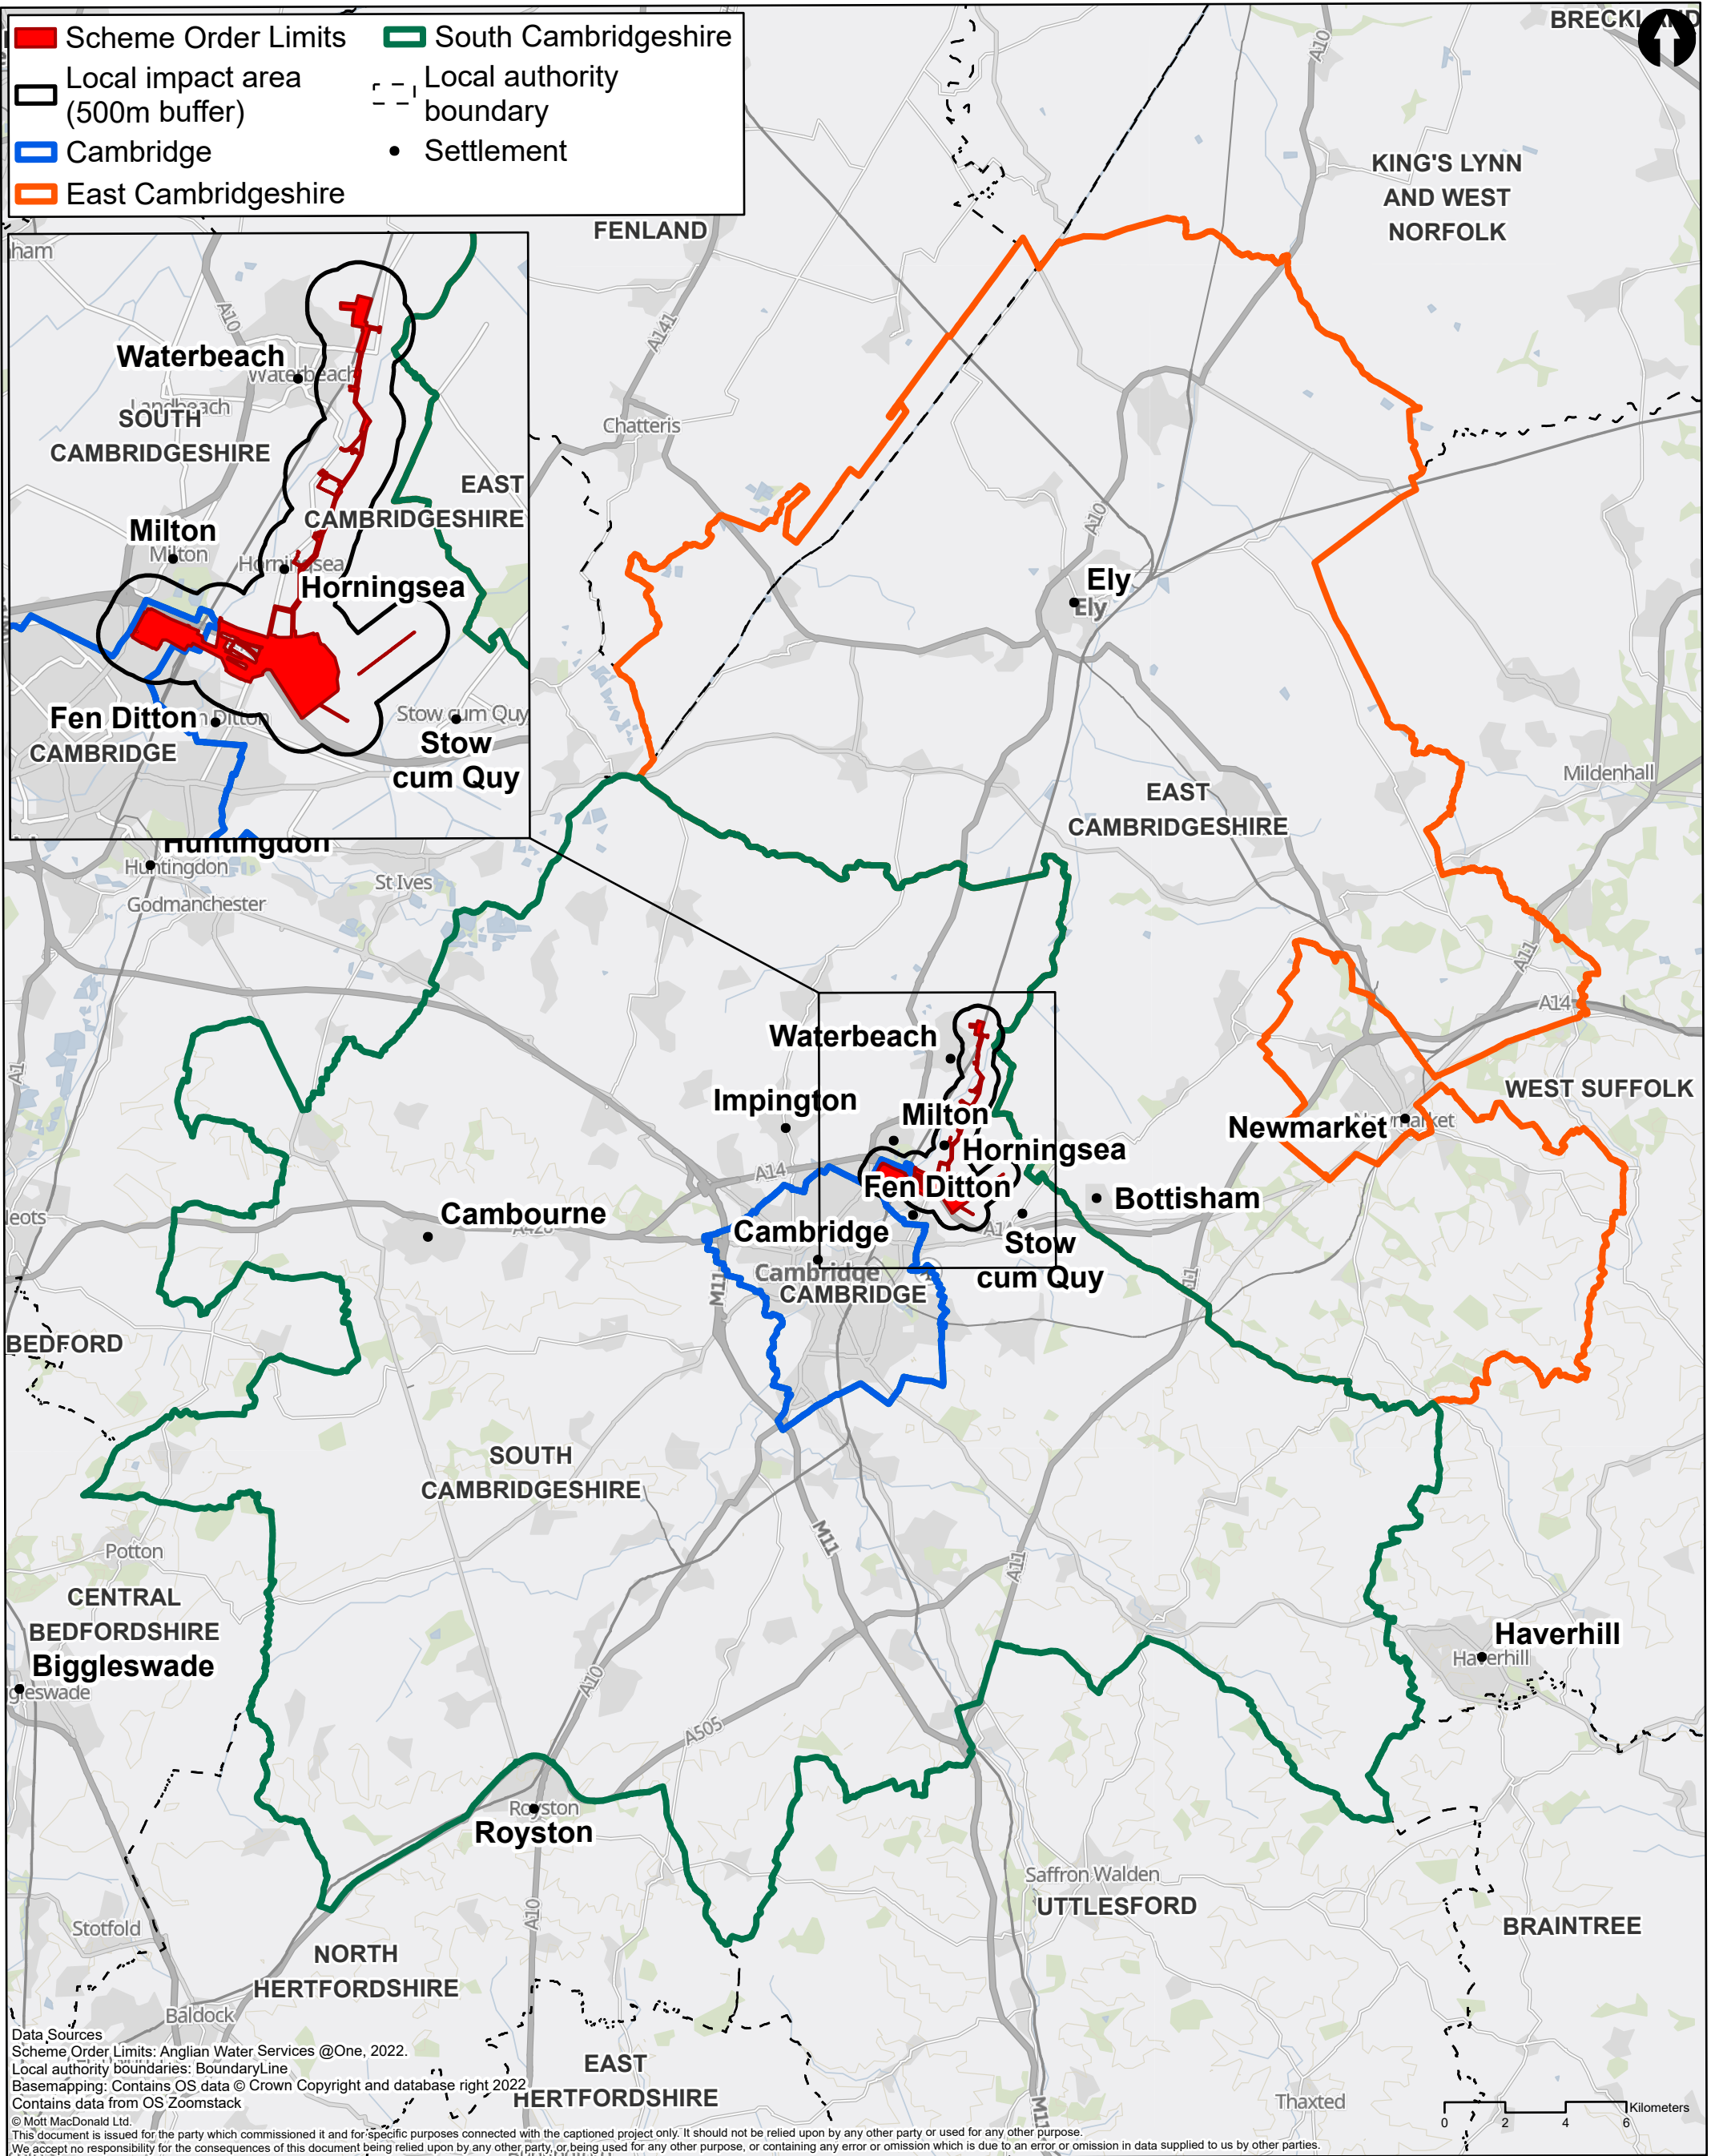 Scheme Order Limits
South Cambridgeshire
Local impact area
(500m buffer)
Local authority
boundary
Cambridge
Settlement
East Cambridgeshire
A10
KING'S LYNN
AND WEST
NORFOLK
FENLAND
A141
Chatteris
A10
Waterbeach
Waterbeach
Landbeach
SOUTH
CAMBRIDGESHIRE
EAST
CAMBRIDGESHIRE
Milton
Milton
Horningsea
Horningsea
Fen Ditton
Ditton
CAMBRIDGE
Stow cum Quy
Stow
cum Quy
A10
Ely
Ely
Mildenhall
EAST
CAMBRIDGESHIRE
Huntingdon
Huntingdon
St Ives
Godmanchester
A11
A14
A1
Waterbeach
WEST SUFFOLK
Impington
Milton
Newmarket
Horningsea
A14
Fen Ditton
Bottisham
Cambourne
Cambridge
Stow
cum Quy
Cambridge
CAMBRIDGE
M11
BEDFORD
SOUTH
CAMBRIDGESHIRE
M11
A11
Potton
CENTRAL
BEDFORDSHIRE
Biggleswade
Haverhill
Haverhill
A10
A505
Royston
Royston
Saffron Walden
UTTLESFORD
BRAINTREE
Stotfold
A10
NORTH
HERTFORDSHIRE
Baldock
EAST
HERTFORDSHIRE
Thaxted
M11
Data Sources
Scheme Order Limits: Anglian Water Services @One, 2022.
Local authority boundaries: BoundaryLine
Basemapping: Contains OS data © Crown Copyright and database right 2022
Contains data from OS Zoomstack
© Mott MacDonald Ltd.
This document is issued for the party which commissioned it and for specific purposes connected with the captioned project only. It should not be relied upon by any other party or used for any other purpose.
We accept no responsibility for the consequences of this document being relied upon by any other party, or being used for any other purpose, or containing any error or omission which is due to an error or omission in data supplied to us by other parties.
Kilometers
0 2 4 6